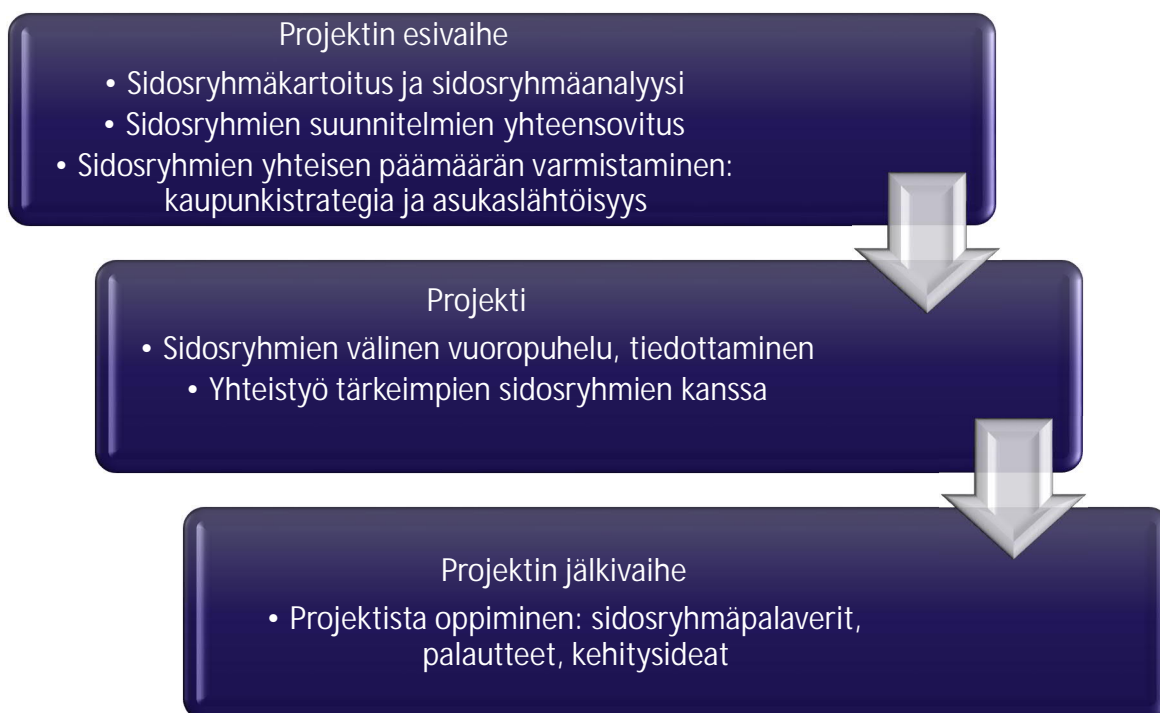 Projektin esivaihe
• Sidosryhmäkartoitus ja sidosryhmäanalyysi
• Sidosryhmien suunnitelmien yhteensovitus
• Sidosryhmien yhteisen päämäärän varmistaminen:
kaupunkistrategia ja asukaslähtöisyys
Projekti
• Sidosryhmien välinen vuoropuhelu, tiedottaminen
• Yhteistyö tärkeimpien sidosryhmien kanssa
Projektin jälkivaihe
• Projektista oppiminen: sidosryhmäpalaverit,
palautteet, kehitysideat